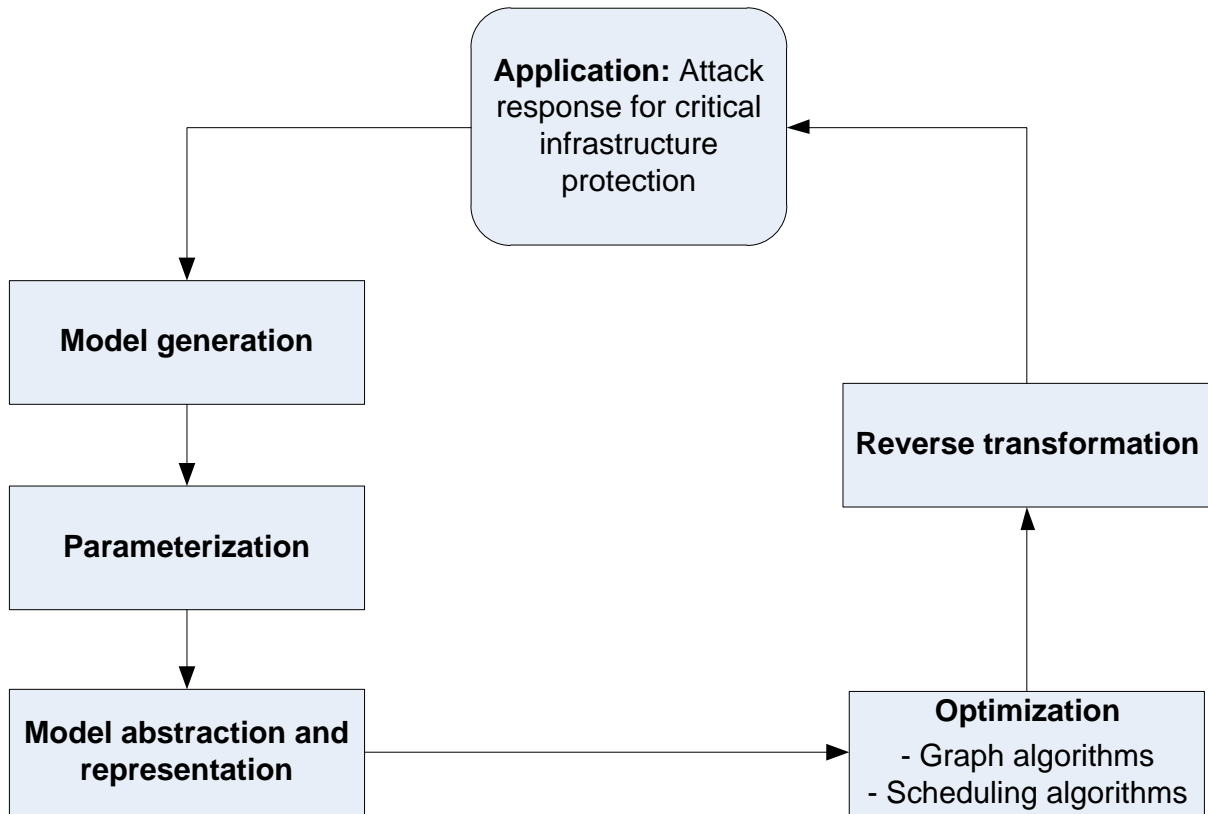 Application: Attack
response for critical
infrastructure
protection
Model generation
Parameterization
Model abstraction and
representation
Optimization
- Graph algorithms
- Scheduling algorithms
Reverse transformation